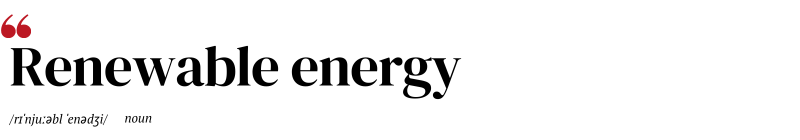 “
Renewable energy
/rɪˈnjuːəbl ˈenədʒi/ noun